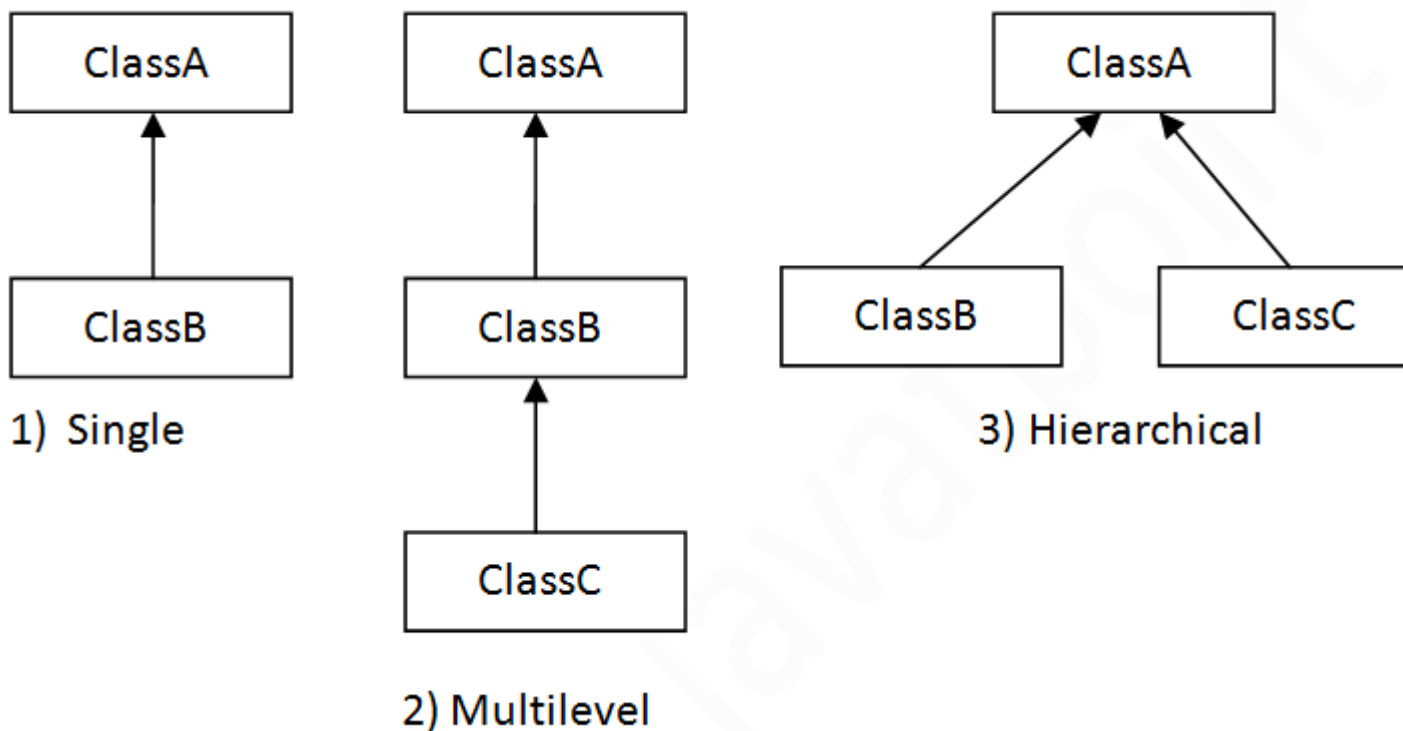 ClassA
ClassB
1) Single
ClassA
ClassB
ClassC
2) Multilevel
ClassA
ClassB
ClassC
3) Hierarchical